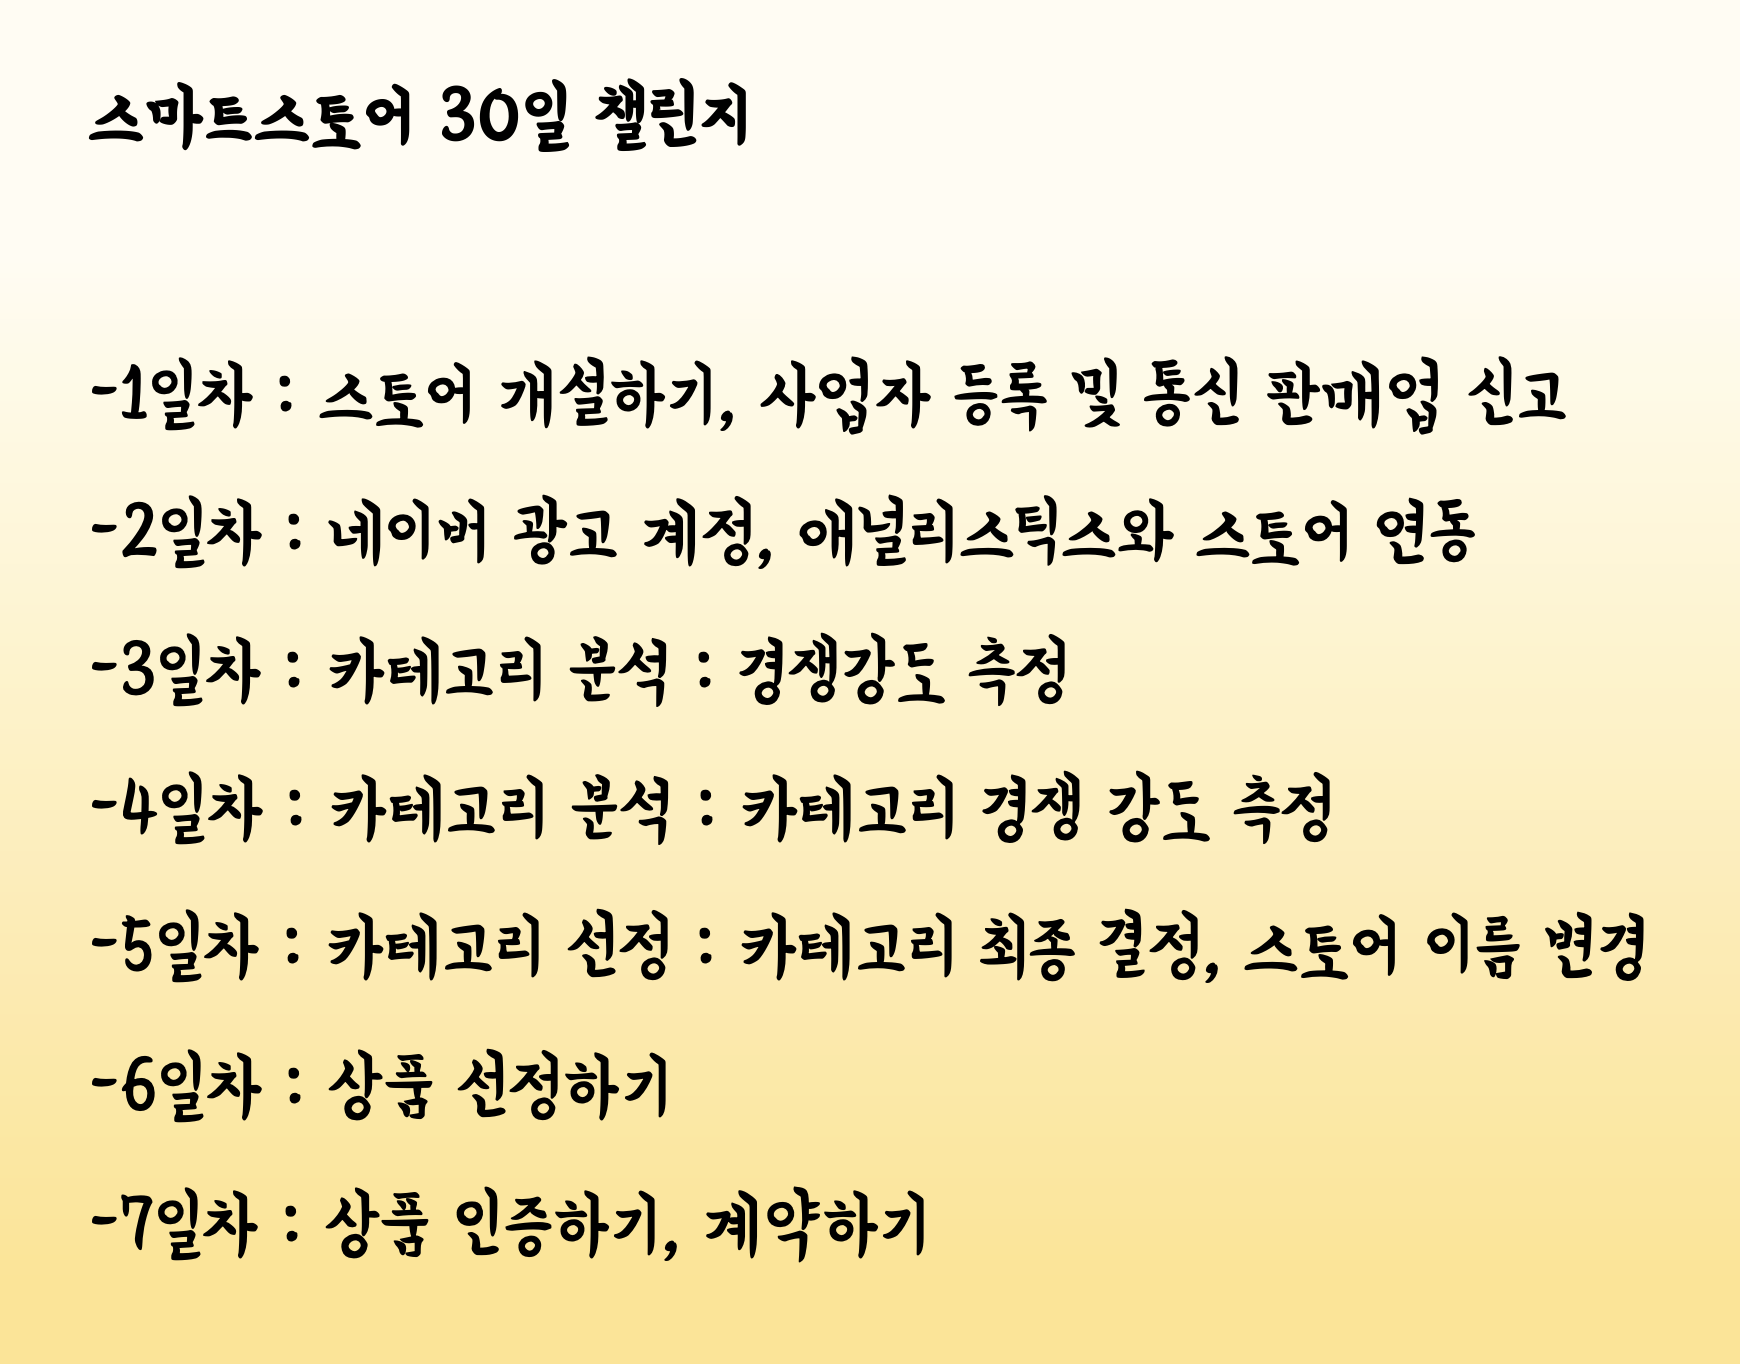 스마트스토어 30일 챌린지
-1일차 : 스토어 개설하기, 사업자 등록 및 통신 판매업 신고
-2일차 : 네이버 광고 계정, 애널리스틱스와 스토어 연동
-3일차 : 카테고리 분석 : 경쟁강도 측정
-4일차 : 카테고리 분석 : 카테고리 경쟁 강도 측정
-5일차 : 카테고리 선정 : 카테고리 최종 결정, 스토어 이름 변경
-6일차 : 상품 선정하기
-7일차 : 상품 인증하기, 계약하기